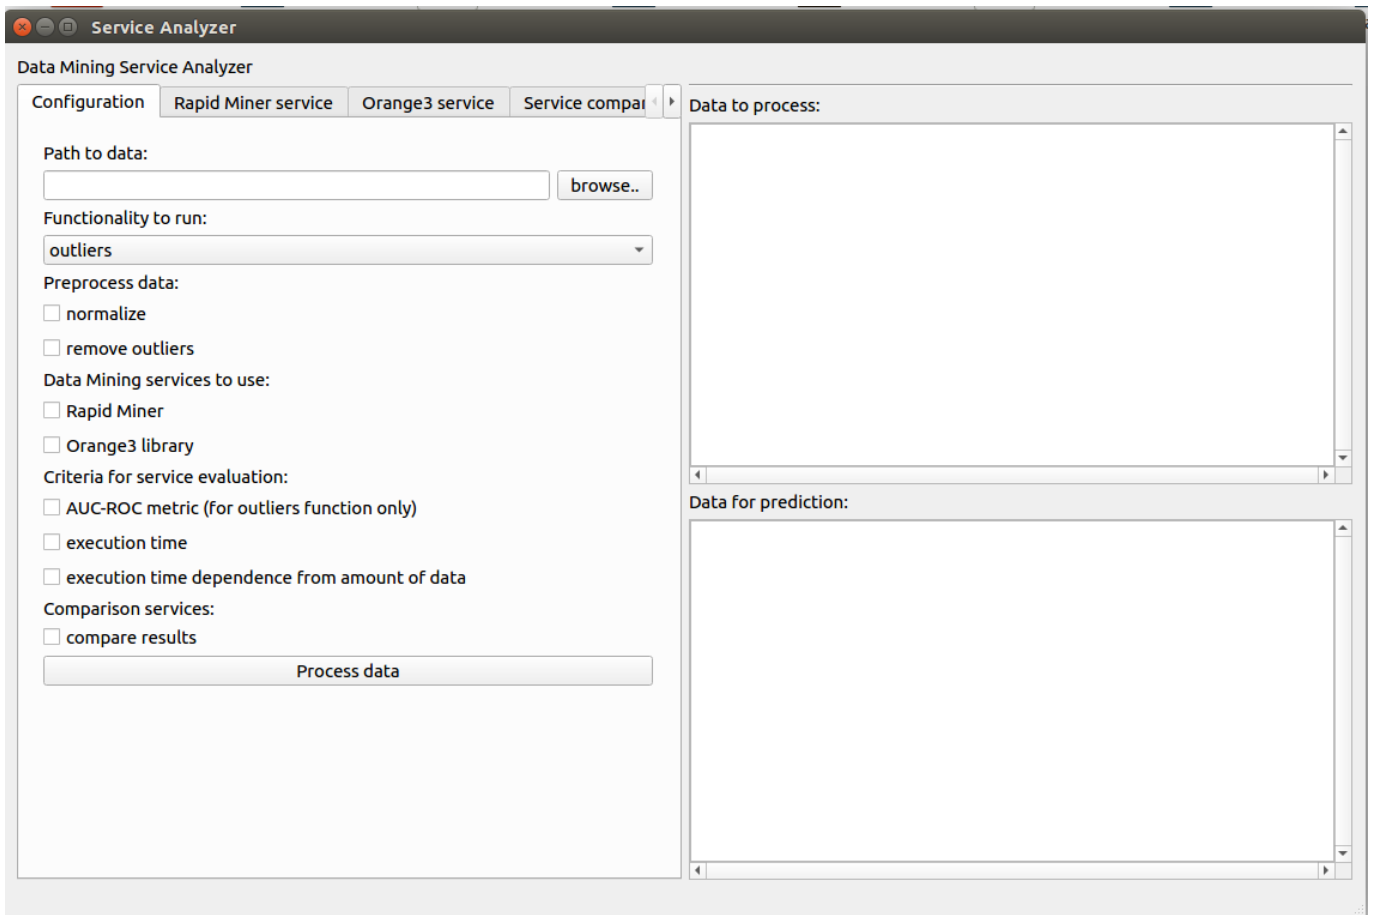 Service Analyzer
Data Mining Service Analyzer
Configuration
Rapid Miner service
Orange3 service
Service compar
Path to data:
browse..
Functionality to run:
outliers
Preprocess data:
normalize
remove outliers
Data Mining services to use:
Rapid Miner
Orange3 library
Criteria for service evaluation:
AUC-ROC metric (for outliers function only)
execution time
execution time dependence from amount of data
Comparison services:
compare results
Process data
Data to process:
Data for prediction: